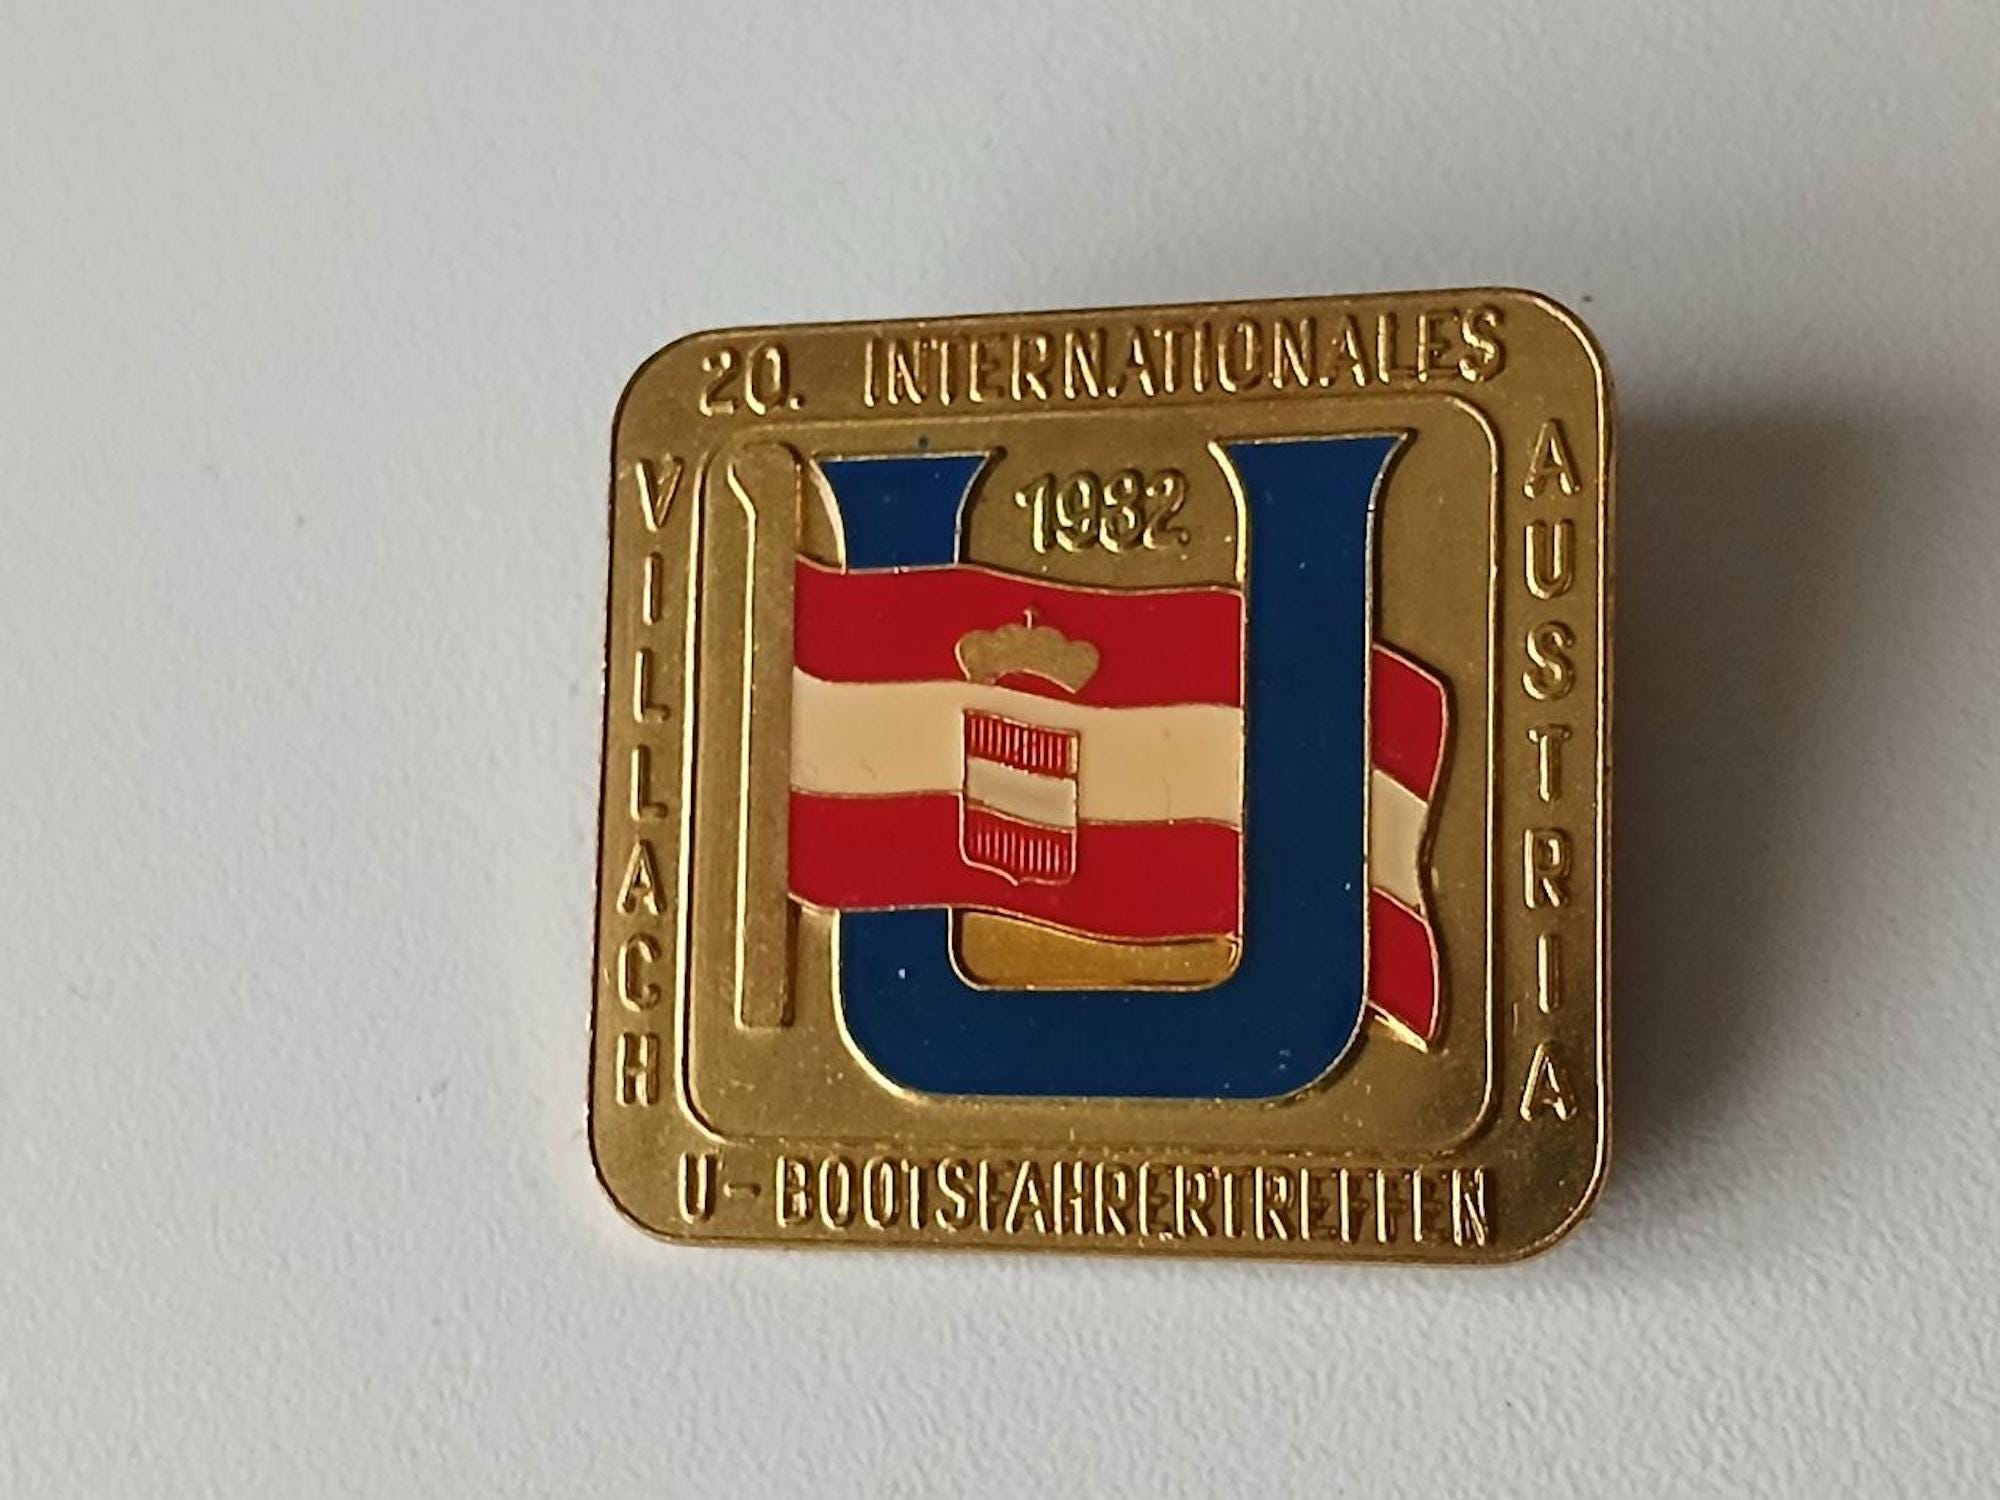 20. INTERNATIONALES
VILLACH
1982
AUSTRIA
U-BOOTSFAHRERTREFFEN